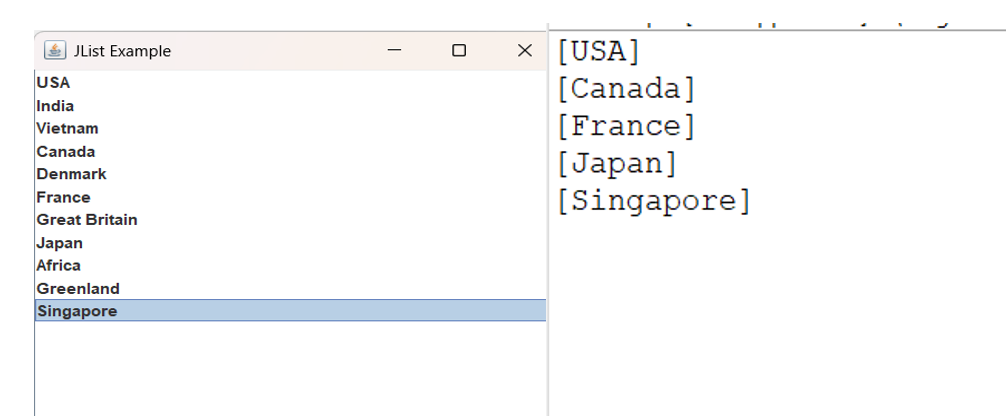 JList Example
USA
India
Vietnam
Canada
Denmark
France
Great Britain
Japan
Africa
Greenland
Singapore
[USA]
[Canada]
[France]
[Japan]
[Singapore]